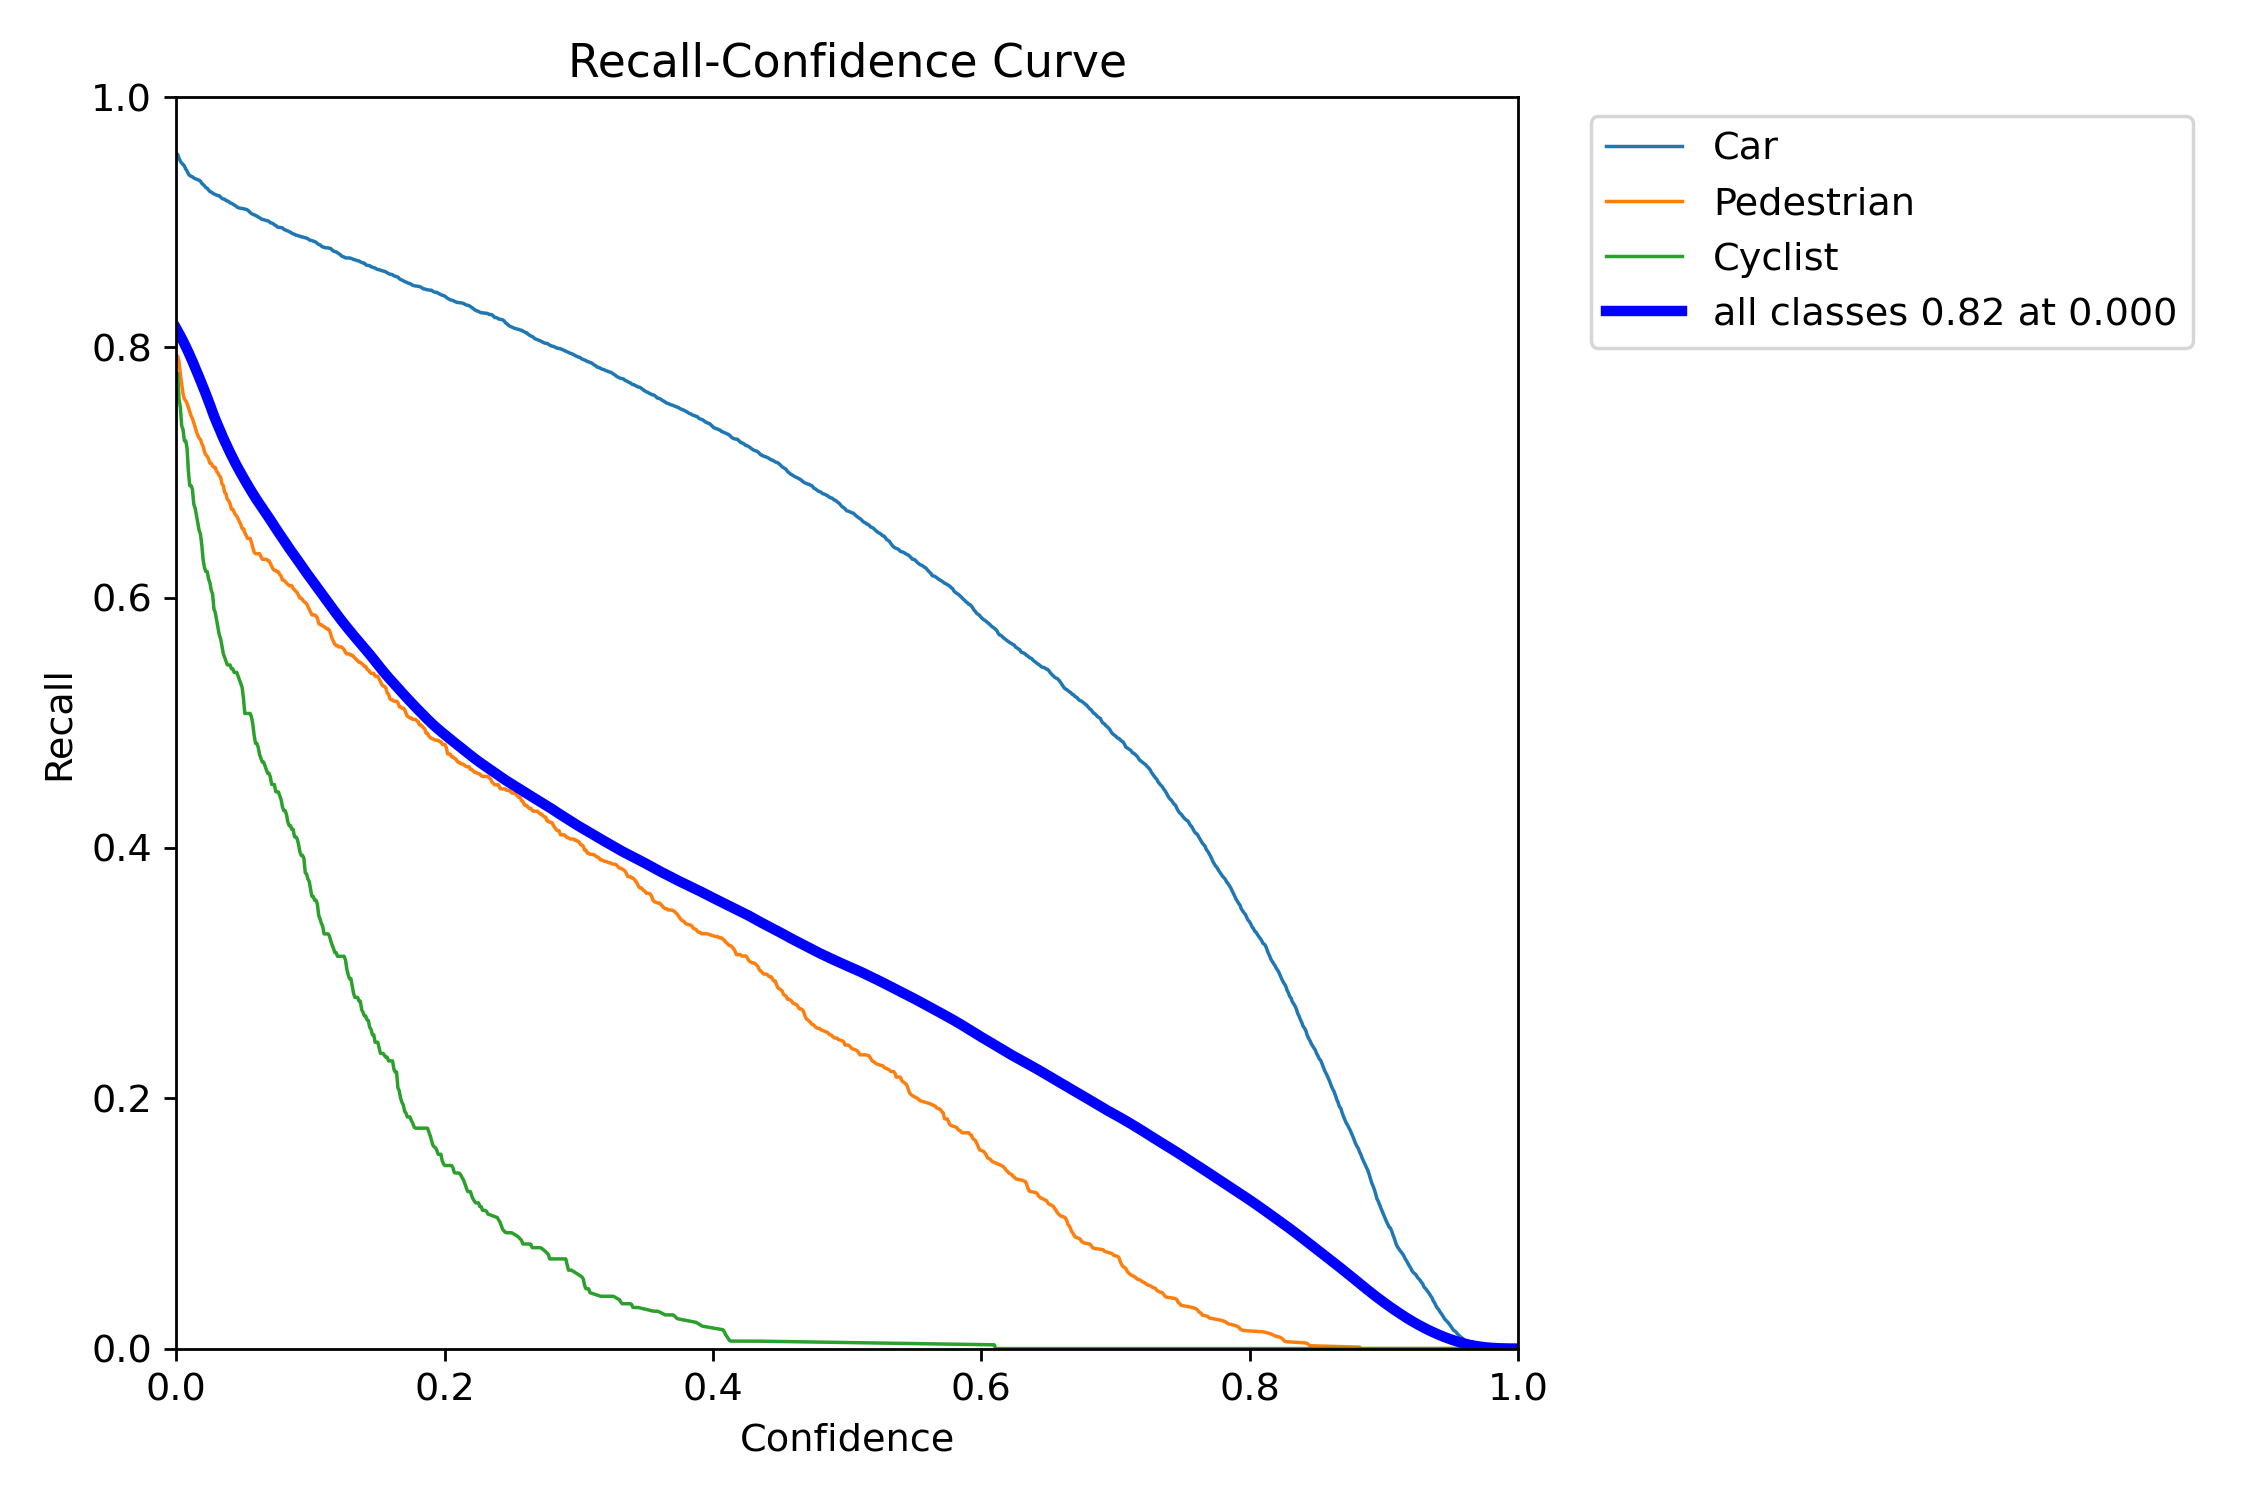 Recall-Confidence Curve
1.0
0.8
0.6
0.4
0.2
0.0
Recall
0.0 0.2 0.4 0.6 0.8 1.0
Confidence
Car
Pedestrian
Cyclist
all classes 0.82 at 0.000